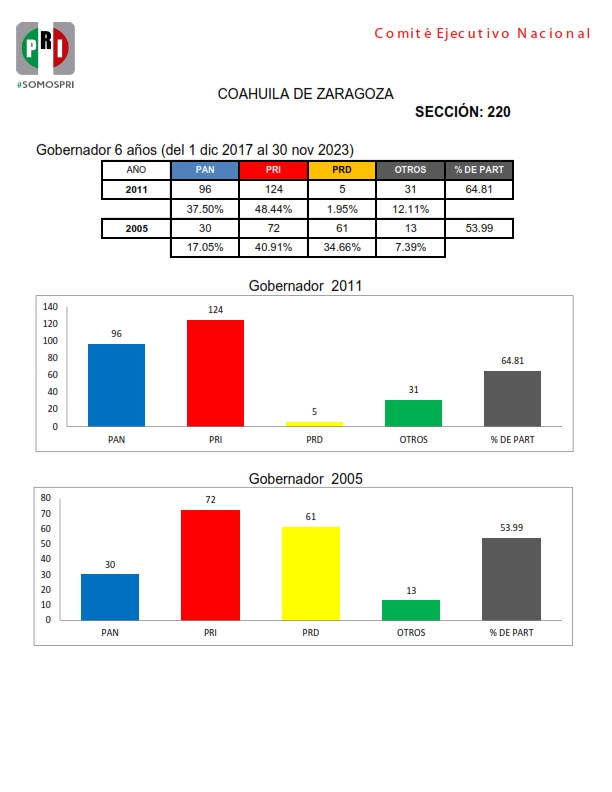 Comité Ejecutivo Nacional
PRI
#SOMOSPRI
COAHUILA DE ZARAGOZA
SECCIÓN: 220
Gobernador 6 años (del 1 dic 2017 al 30 nov 2023)
AÑO PAN PRI PRD OTROS % DE PART
2011 96 124 5 31 64.81
37.50% 48.44% 1.95% 12.11%
2005 30 72 61 13 53.99
17.05% 40.91% 34.66% 7.39%
Gobernador 2011
140
120
100
80
60
40
20
0
96 124 5 31 64.81
PAN PRI PRD OTROS % DE PART
Gobernador 2005
80
70
60
50
40
30
20
10
0
30 72 61 13 53.99
PAN PRI PRD OTROS % DE PART